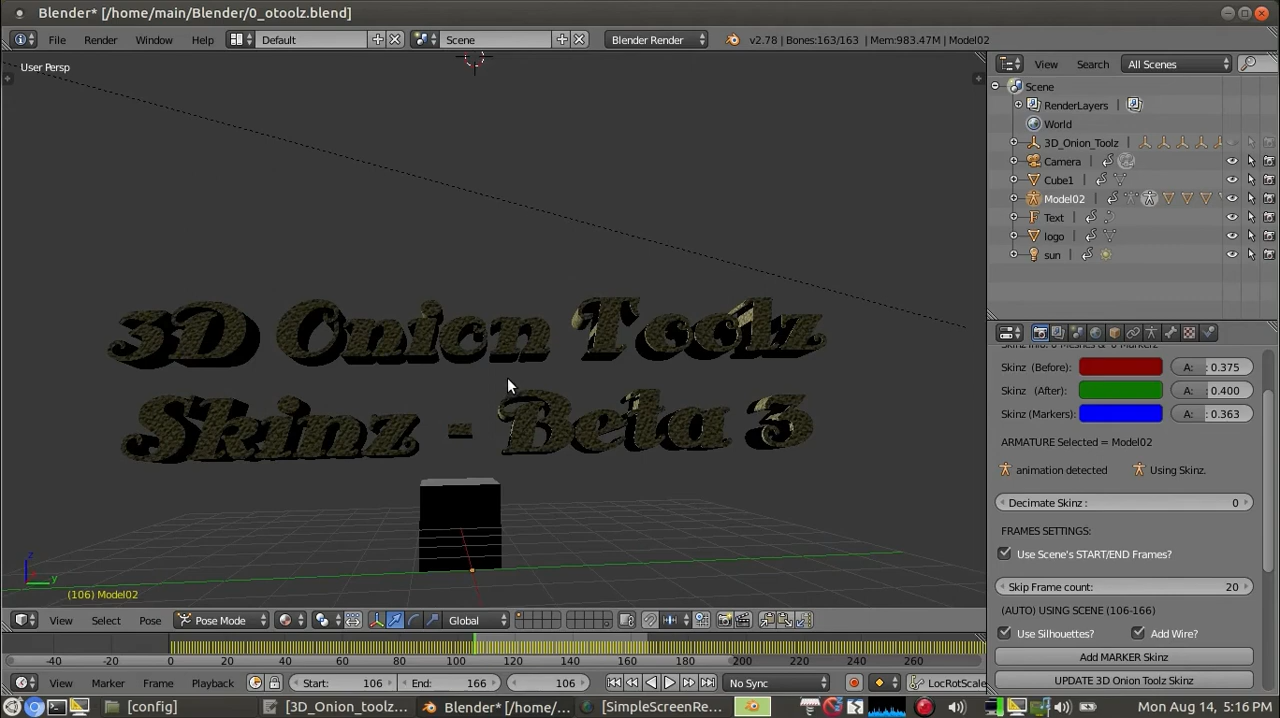 Blender* [/home/main/Blender/0_otoolz.blend]
File Render Window Help Default Scene Blender Render v2.78 | Bones:163/163 | Mem:983.47M | Model02
User Persp
3D Onion Toolz
Skinz - Beta 3
z
y
(106) Model02
View Select Pose Pose Mode Global
-40 -20 0 20 40 60 80 100 120 140 160 180 200 220 240 260
View Marker Frame Playback Start: 106 End: 166 106 No Sync LocRotScale
View Search All Scenes
Scene
RenderLayers
World
3D_Onion_Toolz
Camera
Cube1
Model02
Text
logo
sun
Skinz Info: 0 Meshes & 0 Markerz
Skinz (Before): A: 0.375
Skinz (After): A: 0.400
Skinz (Markers): A: 0.363
ARMATURE Selected = Model02
animation detected Using Skinz.
Decimate Skinz : 0
FRAMES SETTINGS:
Use Scene's START/END Frames?
Skip Frame count: 20
(AUTO) USING SCENE (106-166)
Use Silhouettes? Add Wire?
Add MARKER Skinz
UPDATE 3D Onion Toolz Skinz
[config] [3D_Onion_toolz... Blender* [/home/... [SimpleScreenRe... Mon Aug 14, 5:16 PM